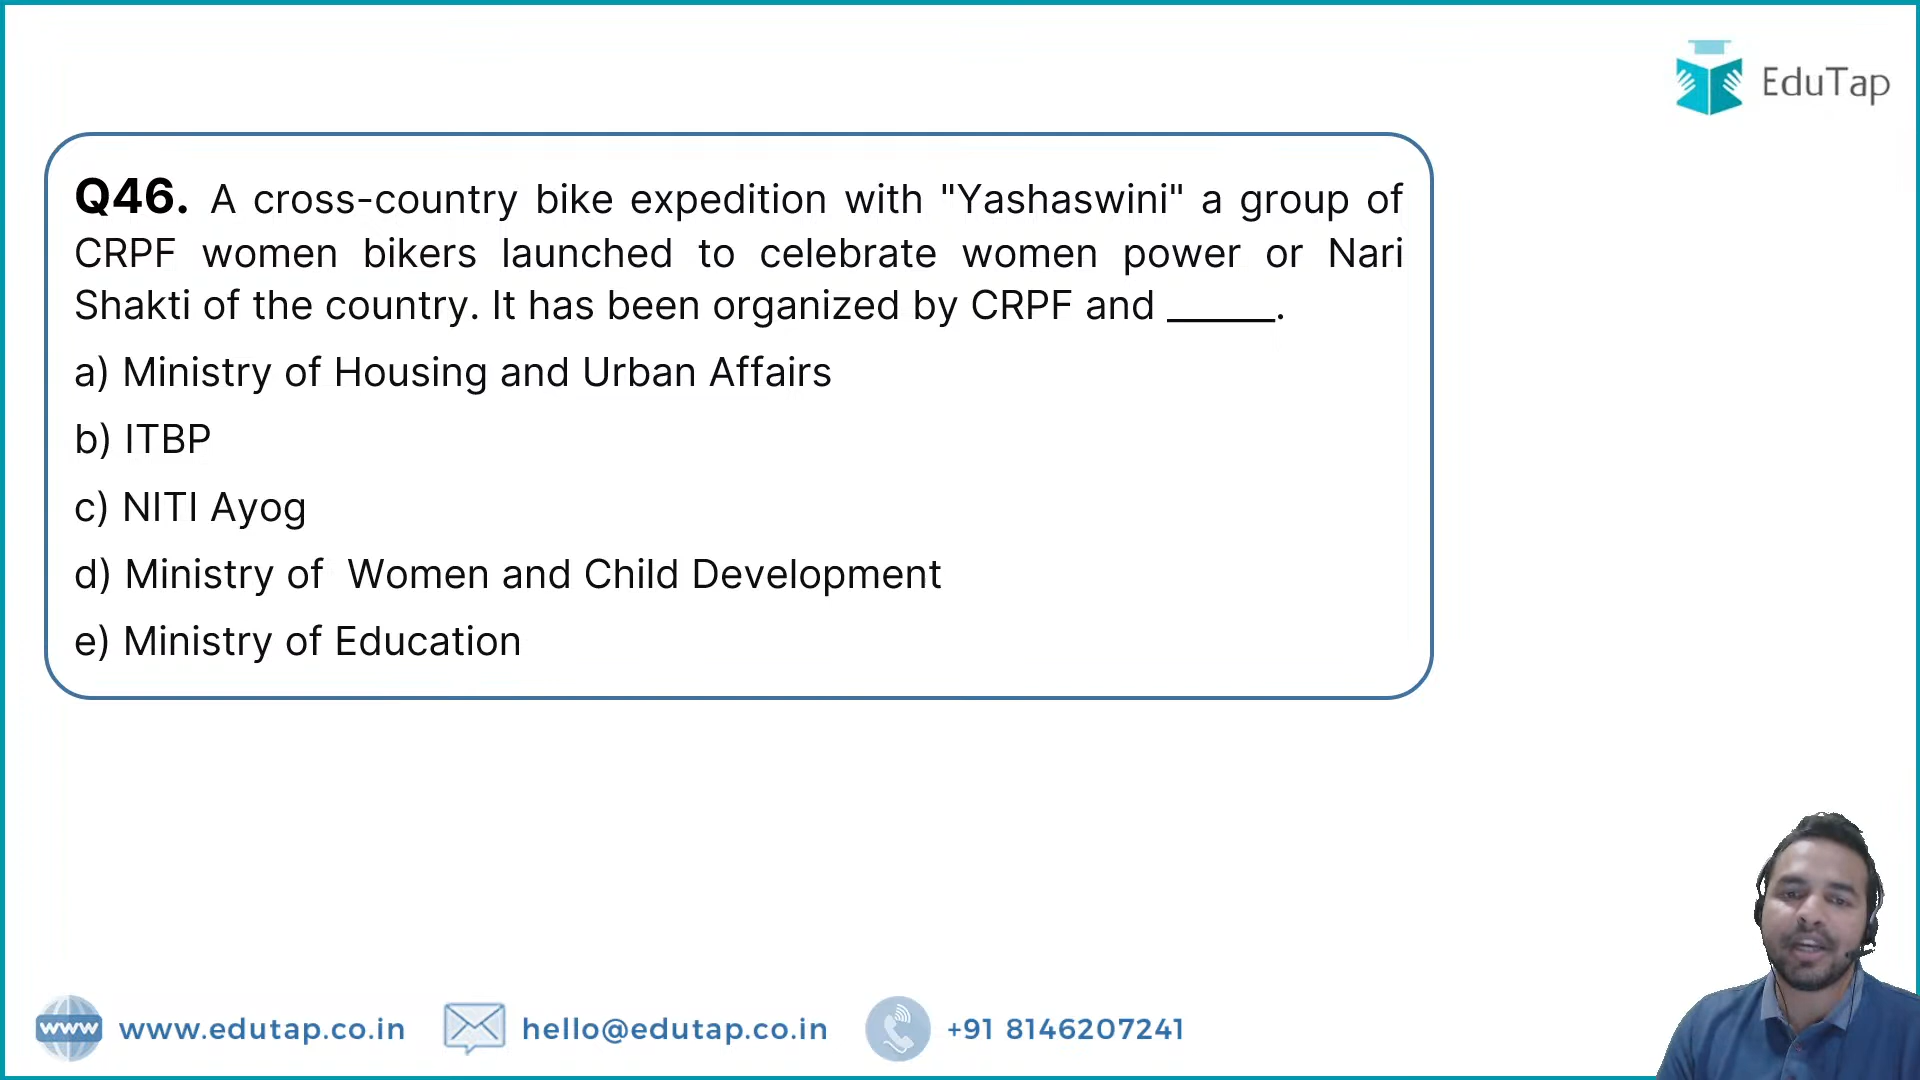 EduTap
Q46. A cross-country bike expedition with "Yashaswini" a group of
CRPF women bikers launched to celebrate women power or Nari
Shakti of the country. It has been organized by CRPF and ______.
a) Ministry of Housing and Urban Affairs
b) ITBP
c) NITI Ayog
d) Ministry of  Women and Child Development
e) Ministry of Education
www www.edutap.co.in hello@edutap.co.in +91 8146207241